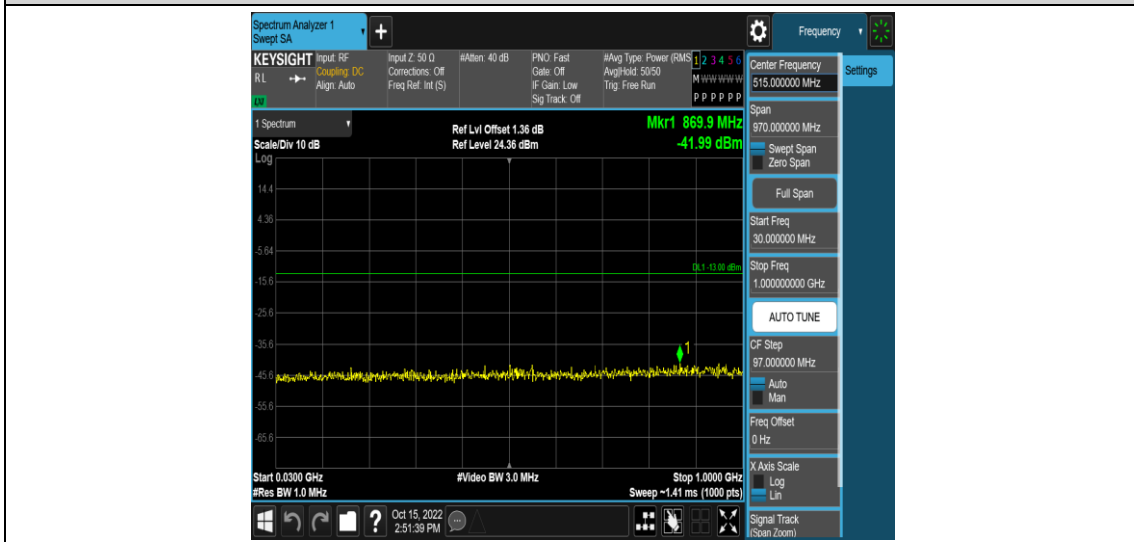 Spectrum Analyzer 1
Swept SA
+
Frequency
KEYSIGHT
RL
LXI
Input: RF
Coupling: DC
Align: Auto
Input Z: 50 Ω
Corrections: Off
Freq Ref: Int (S)
#Atten: 40 dB
PNO: Fast
Gate: Off
IF Gain: Low
Sig Track: Off
#Avg Type: Power (RMS
Avg|Hold: 50/50
Trig: Free Run
1 2 3 4 5 6
M W W W W W
P P P P P P
1 Spectrum
Scale/Div 10 dB
Ref Lvl Offset 1.36 dB
Ref Level 24.36 dBm
Mkr1 869.9 MHz
-41.99 dBm
Log
14.4
4.36
-5.64
DL1 -13.00 dBm
-15.6
-25.6
-35.6
1
-45.6
-55.6
-65.6
Start 0.0300 GHz
#Res BW 1.0 MHz
#Video BW 3.0 MHz
Stop 1.0000 GHz
Sweep ~1.41 ms (1000 pts)
?
Oct 15, 2022
2:51:39 PM
Center Frequency
515.000000 MHz
Settings
Span
970.000000 MHz
Swept Span
Zero Span
Full Span
Start Freq
30.000000 MHz
Stop Freq
1.000000000 GHz
AUTO TUNE
CF Step
97.000000 MHz
Auto
Man
Freq Offset
0 Hz
X Axis Scale
Log
Lin
Signal Track
(Span Zoom)